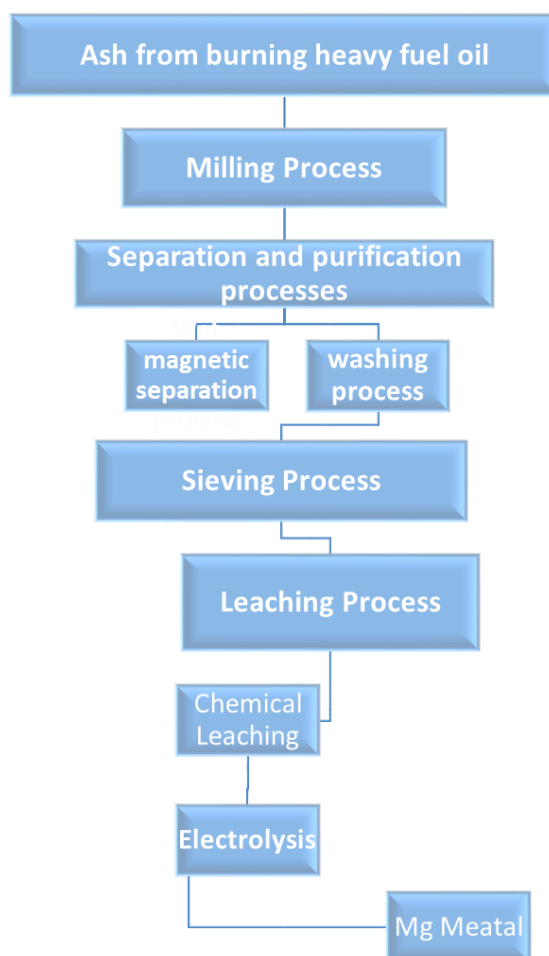 Ash from burning heavy fuel oil
Milling Process
Separation and purification
processes
magnetic
separation
washing
process
Sieving Process
Leaching Process
Chemical
Leaching
Electrolysis
Mg Meatal